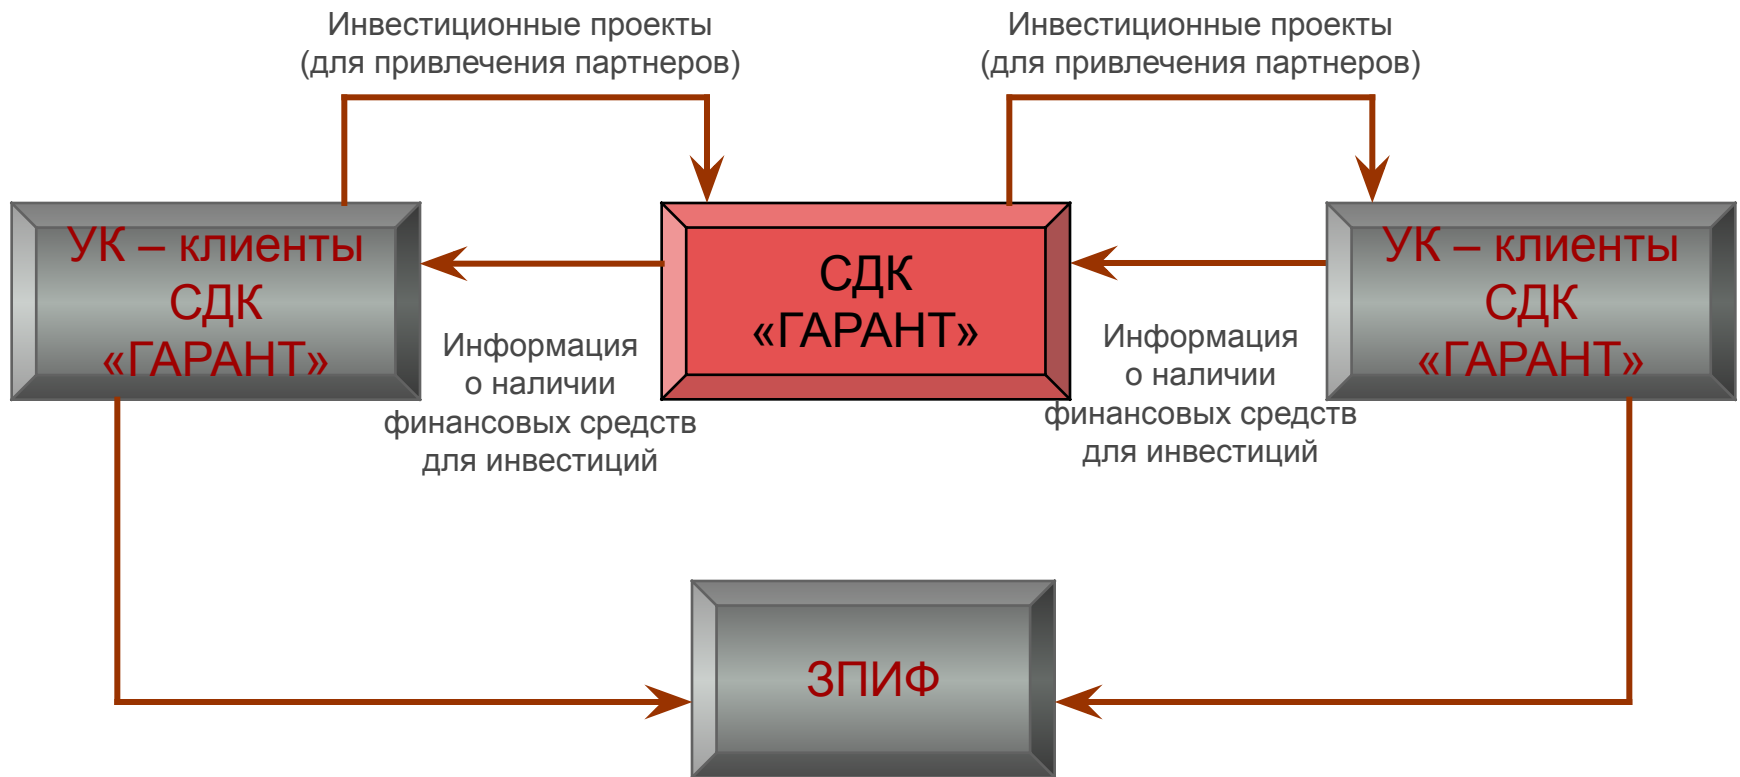 Инвестиционные проекты
(для привлечения партнеров)
Инвестиционные проекты
(для привлечения партнеров)
УК – клиенты
СДК
«ГАРАНТ»
СДК
«ГАРАНТ»
УК – клиенты
СДК
«ГАРАНТ»
Информация
о наличии
финансовых средств
для инвестиций
Информация
о наличии
финансовых средств
для инвестиций
ЗПИФ